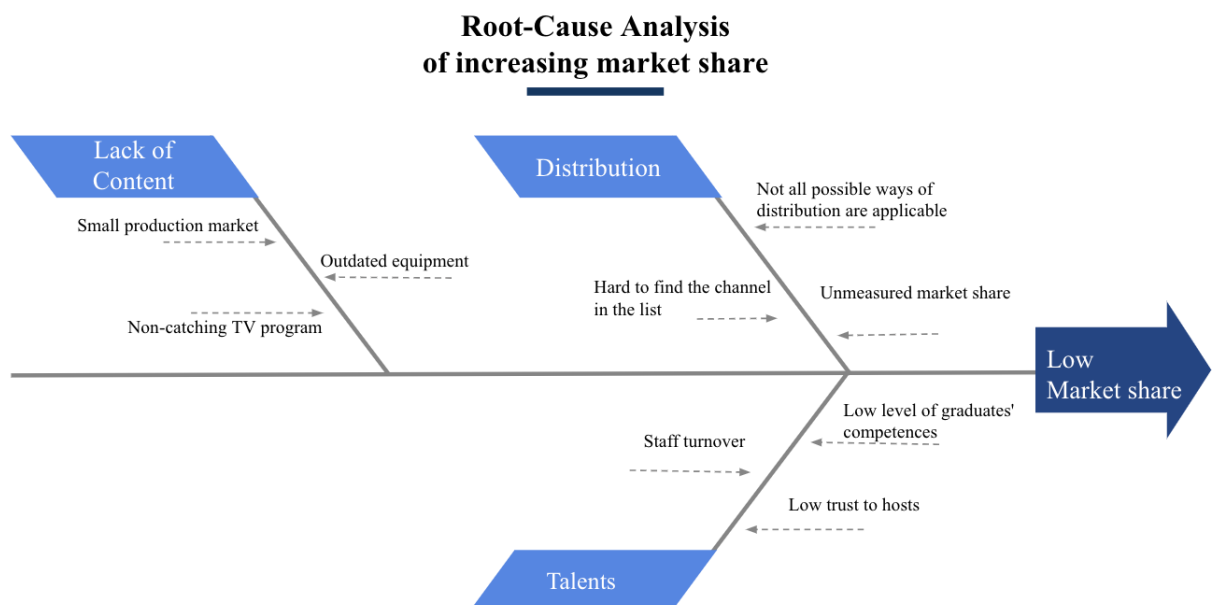 Root-Cause Analysis
of increasing market share
Lack of
Content
Distribution
Small production market
Outdated equipment
Non-catching TV program
Not all possible ways of
distribution are applicable
Hard to find the channel
in the list
Unmeasured market share
Low
Market share
Low level of graduates'
competences
Staff turnover
Low trust to hosts
Talents